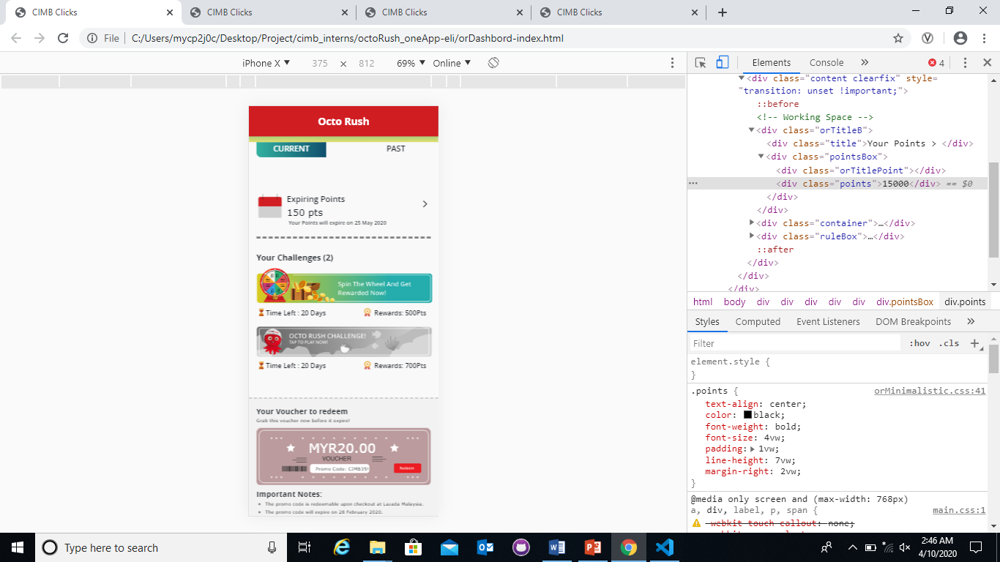 CIMB Clicks
CIMB Clicks
CIMB Clicks
CIMB Clicks
File C:/Users/mycp2j0c/Desktop/Project/cimb_interns/octoRush_oneApp-eli/orDashbord-index.html
iPhone X 375 × 812 69% Online
Octo Rush
CURRENT PAST
Expiring Points
150 pts
Your Points will expire on 25 May 2020
Your Challenges (2)
Spin The Wheel And Get
Rewarded Now!
Time Left : 20 Days Rewards: 500Pts
OCTO RUSH CHALLENGE!
TAP TO PLAY NOW!
Time Left : 20 Days Rewards: 700Pts
Your Voucher to redeem
Grab this voucher now before it expire!
MYR20.00
VOUCHER
Promo Code: CIMB35!
Redeem
Important Notes:
• The promo code is redeemable upon checkout at Lazada Malaysia.
• The promo code will expire on 28 February 2020.
Elements Console » 4
<div class="content clearfix" style=
"transition: unset !important;">
::before
<!-- Working Space -->
<div class="orTitleB">
<div class="title">Your Points > </div>
<div class="pointsBox">
<div class="orTitlePoint"></div>
<div class="points">15000</div> == $0
</div>
</div>
<div class="container">…</div>
<div class="ruleBox">…</div>
::after
</div>
</div>
</div>
html body div div div div div div.pointsBox div.points
Styles Computed Event Listeners DOM Breakpoints »
Filter :hov .cls +
element.style {
}
.points { orMinimalistic.css:41
text-align: center;
color: black;
font-weight: bold;
font-size: 4vw;
padding: 1vw;
line-height: 7vw;
margin-right: 2vw;
}
@media only screen and (max-width: 768px)
a, div, label, p, span { main.css:1
-webkit-touch-callout: none;
Type here to search
2:46 AM
4/10/2020